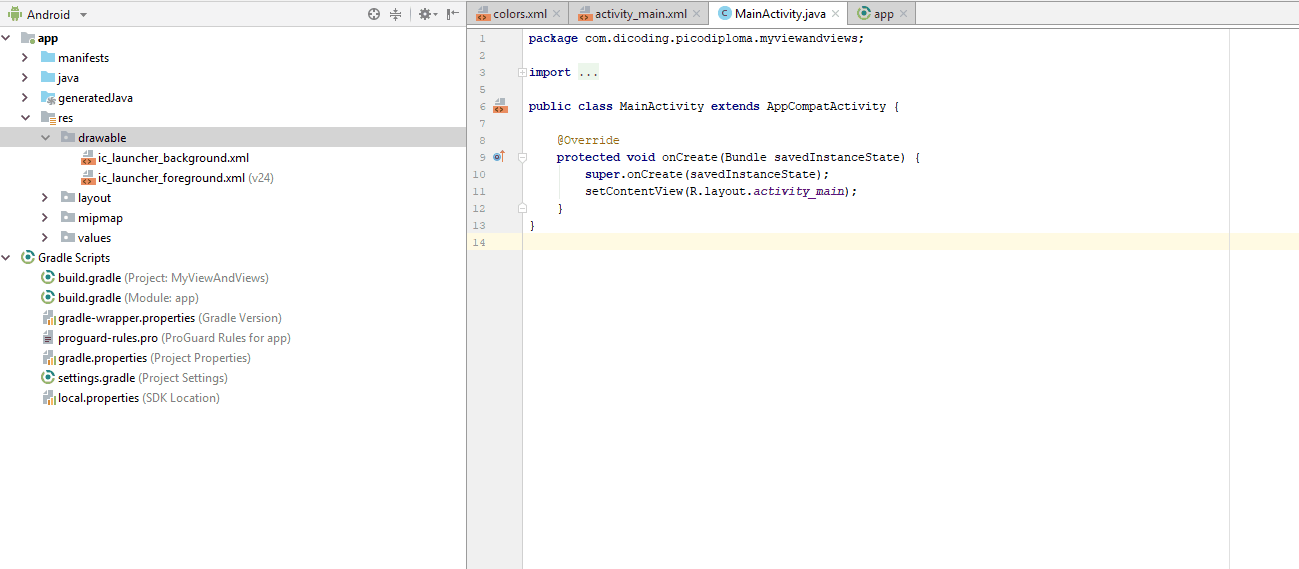 Android
app
manifests
java
generatedJava
res
drawable
ic_launcher_background.xml
ic_launcher_foreground.xml (v24)
layout
mipmap
values
Gradle Scripts
build.gradle (Project: MyViewAndViews)
build.gradle (Module: app)
gradle-wrapper.properties (Gradle Version)
proguard-rules.pro (ProGuard Rules for app)
gradle.properties (Project Properties)
settings.gradle (Project Settings)
local.properties (SDK Location)
colors.xml activity_main.xml MainActivity.java app
1 package com.dicoding.picodiploma.myviewandviews;
2
3 import ...
5
6 public class MainActivity extends AppCompatActivity {
7
8 @Override
9 protected void onCreate(Bundle savedInstanceState) {
10 super.onCreate(savedInstanceState);
11 setContentView(R.layout.activity_main);
12 }
13 }
14